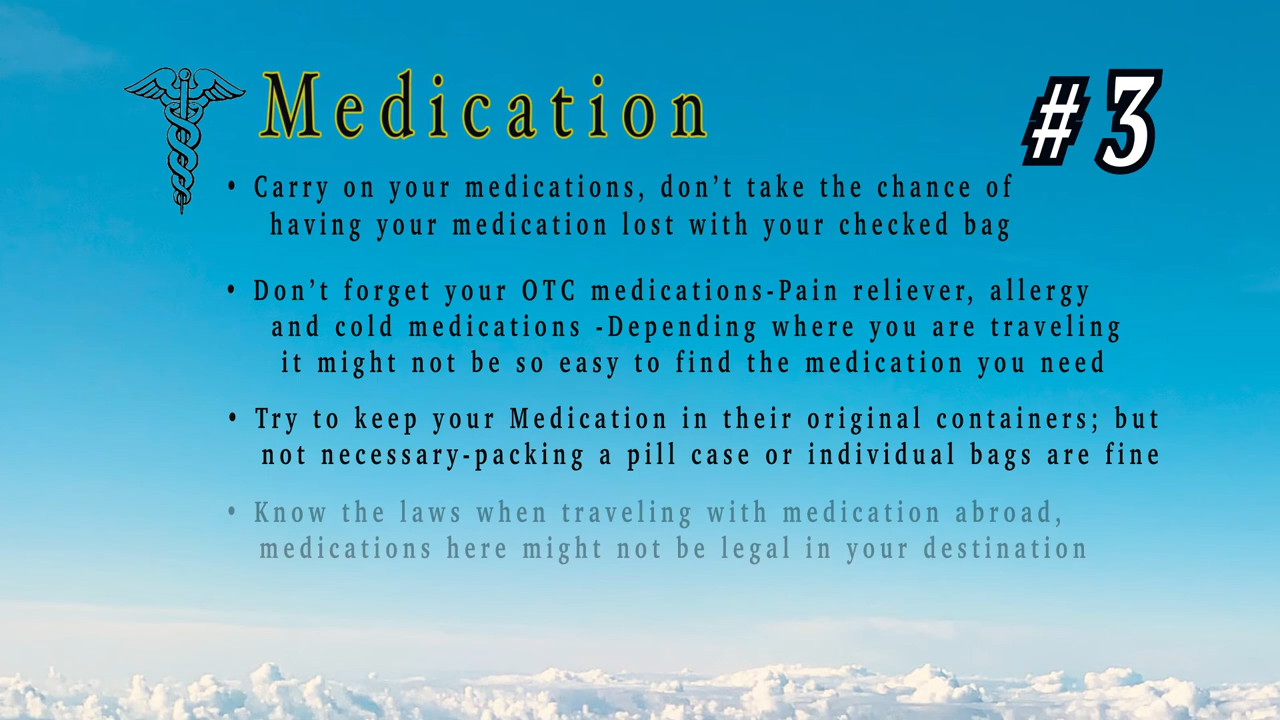 Medication
#3
• Carry on your medications, don’t take the chance of
having your medication lost with your checked bag
• Don’t forget your OTC medications-Pain reliever, allergy
and cold medications -Depending where you are traveling
it might not be so easy to find the medication you need
• Try to keep your Medication in their original containers; but
not necessary-packing a pill case or individual bags are fine
• Know the laws when traveling with medication abroad,
medications here might not be legal in your destination